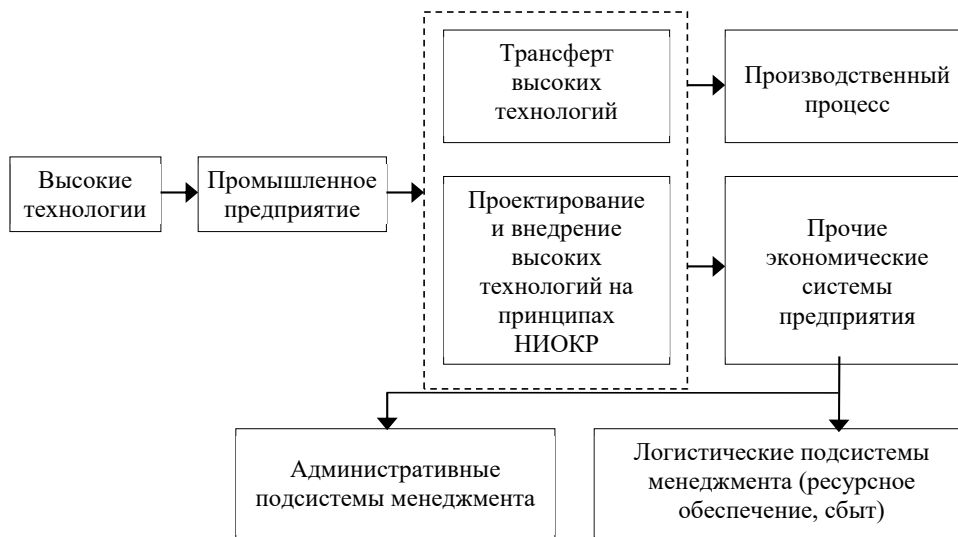 Высокие
технологии
Промышленное
предприятие
Трансферт
высоких
технологий
Проектирование
и внедрение
высоких
технологий на
принципах
НИОКР
Производственный
процесс
Прочие
экономические
системы
предприятия
Административные
подсистемы менеджмента
Логистические подсистемы
менеджмента (ресурсное
обеспечение, сбыт)